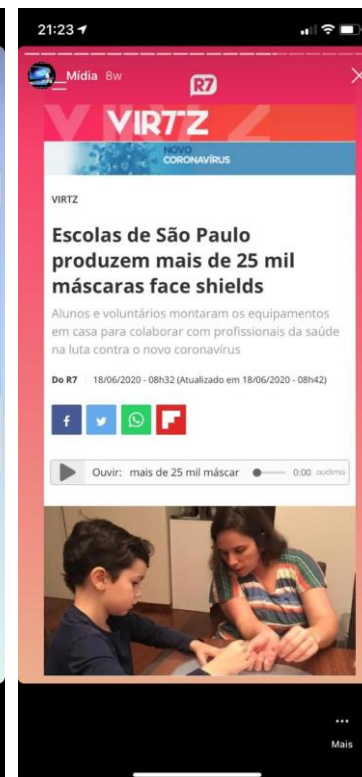 21:23
Mídia 8w
R7
VIRTZ
NOVO
CORONAVÍRUS
VIRTZ
Escolas de São Paulo
produzem mais de 25 mil
máscaras face shields
Alunos e voluntários montaram os equipamentos
em casa para colaborar com profissionais da saúde
na luta contra o novo coronavírus
Do R7 | 18/06/2020 - 08h32 (Atualizado em 18/06/2020 - 08h42)
Ouvir: mais de 25 mil máscar 0:00 audima
Mais